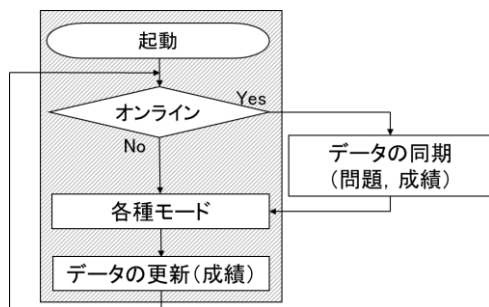 起動
オンライン
Yes
No
データの同期
（問題，成績）
各種モード
データの更新（成績）